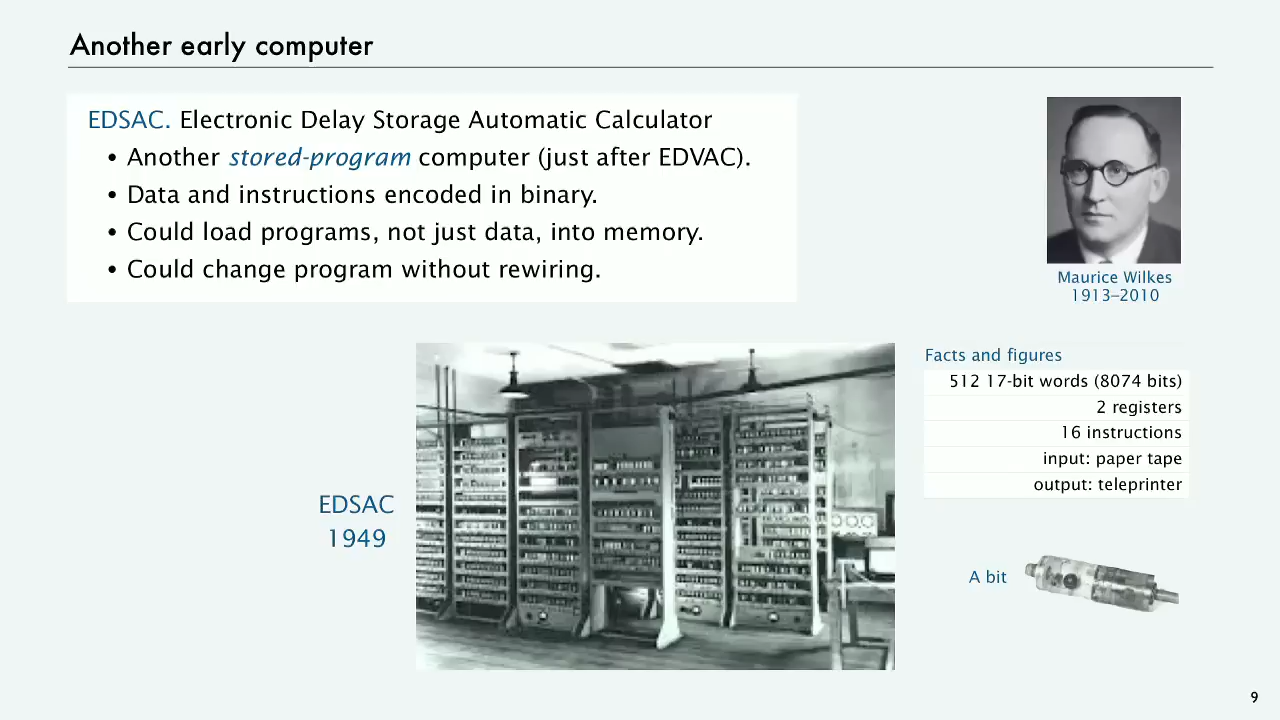 Another early computer
EDSAC. Electronic Delay Storage Automatic Calculator
• Another stored-program computer (just after EDVAC).
• Data and instructions encoded in binary.
• Could load programs, not just data, into memory.
• Could change program without rewiring.
Maurice Wilkes
1913–2010
EDSAC
1949
Facts and figures
512 17-bit words (8074 bits)
2 registers
16 instructions
input: paper tape
output: teleprinter
A bit
9